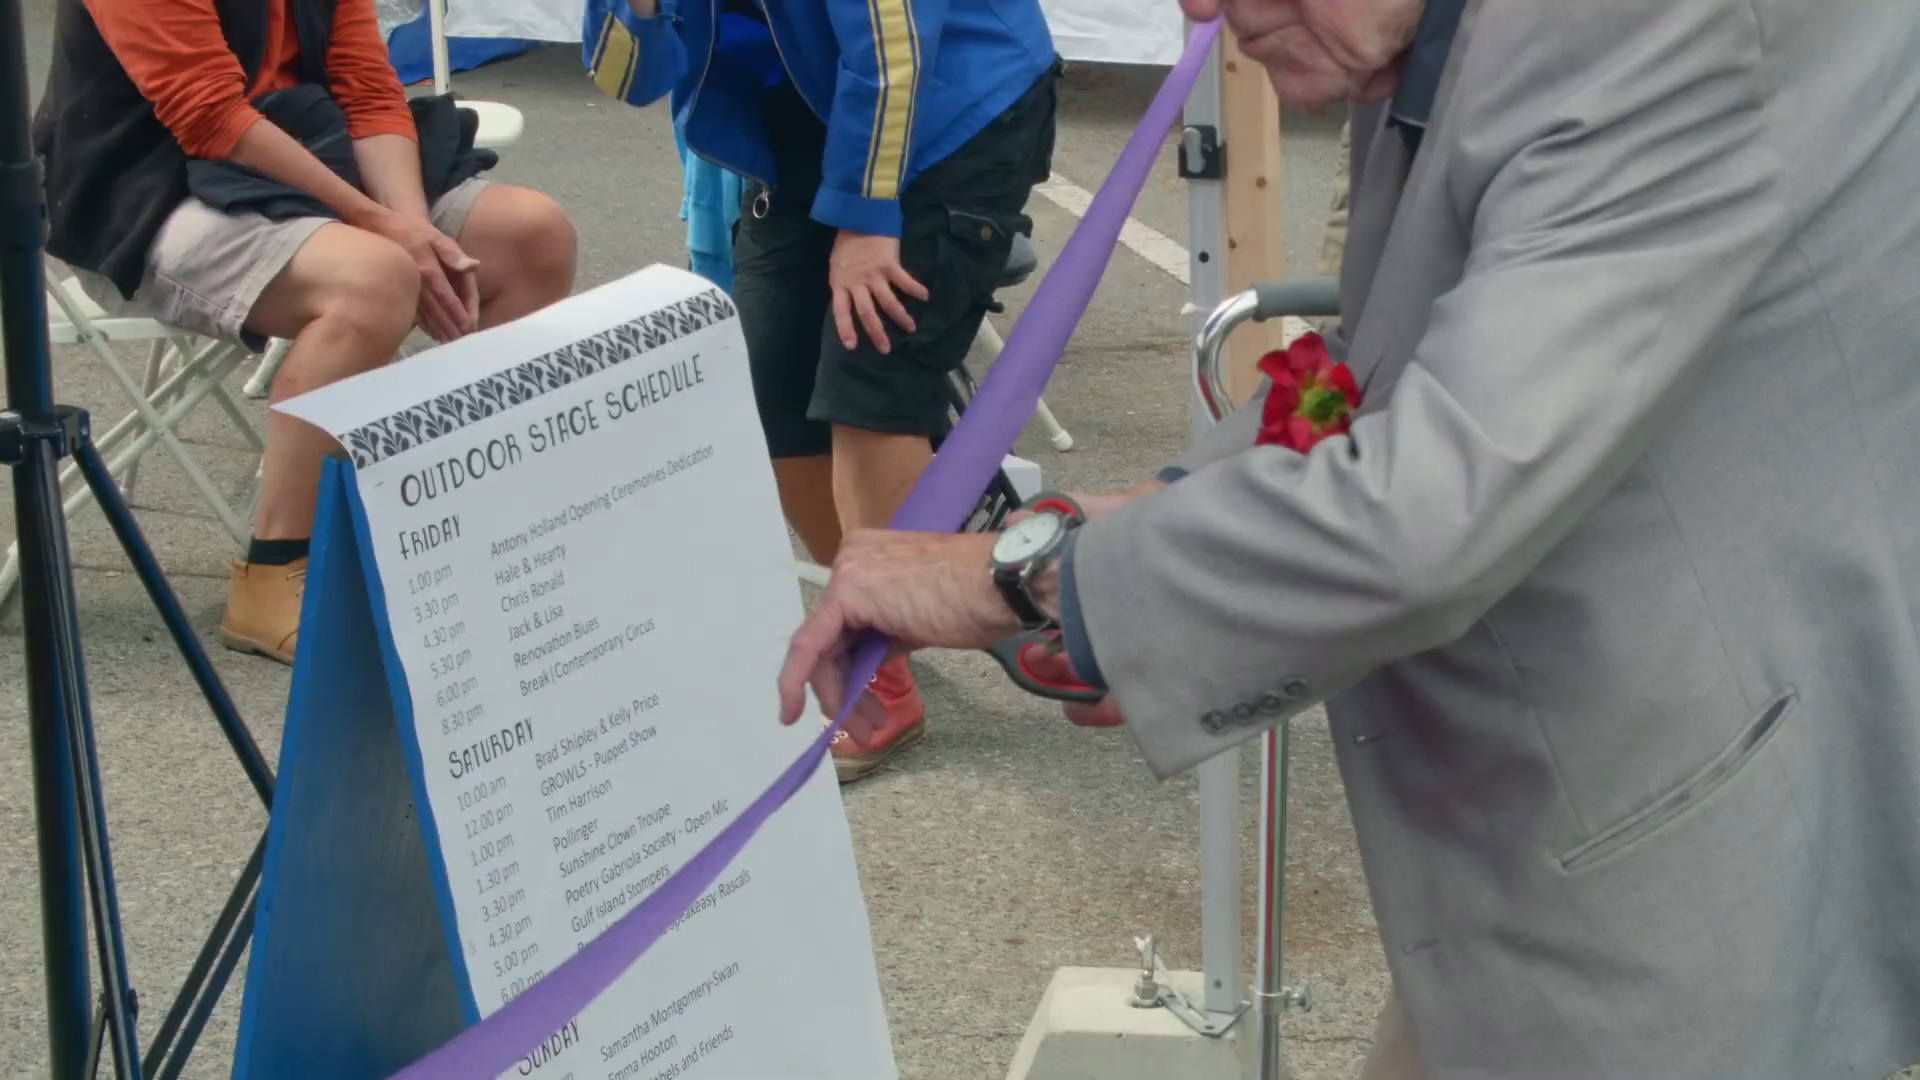 OUTDOOR STAGE SCHEDULE
FRIDAY
1.00 pm Antony Holland Opening Ceremonies Dedication
3.30 pm Hale & Hearty
4.30 pm Chris Ronald
5.30 pm Jack & Lisa
6.00 pm Renovation Blues
8.30 pm Break|Contemporary Circus
SATURDAY
10.00 am Brad Shipley & Kelly Price
12.00 pm GROWLS - Puppet Show
1.00 pm Tim Harrison
1.30 pm Pollinger
3.30 pm Sunshine Clown Troupe
4.30 pm Poetry Gabriola Society - Open Mic
5.00 pm Gulf Island Stompers
6.00 pm Speakeasy Rascals
SUNDAY
Samantha Montgomery-Swan
Emma Hooton
and Friends